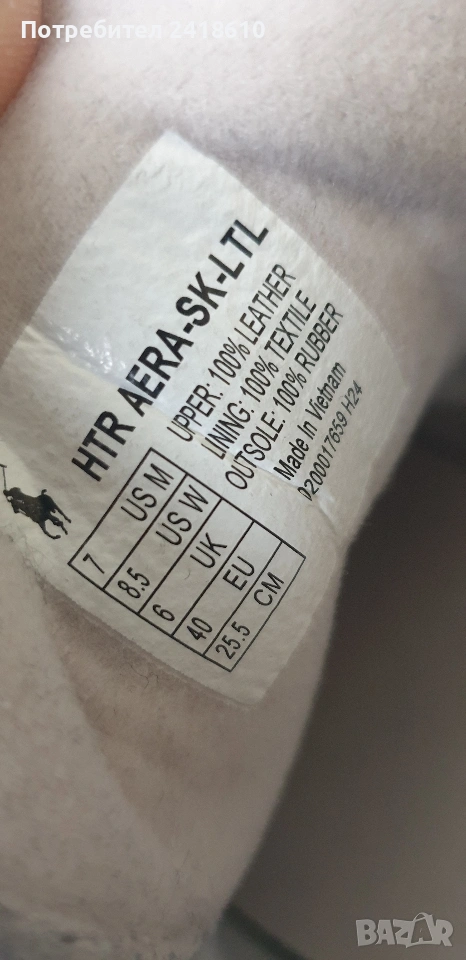 Потребител 2418610
HTR AERA-SK-LTL
UPPER: 100% LEATHER
LINING: 100% TEXTILE
OUTSOLE: 100% RUBBER
Made In Vietnam
0200017659 H24
7 US M
8.5 US W
6 UK
40 EU
25.5 CM
BAZAR